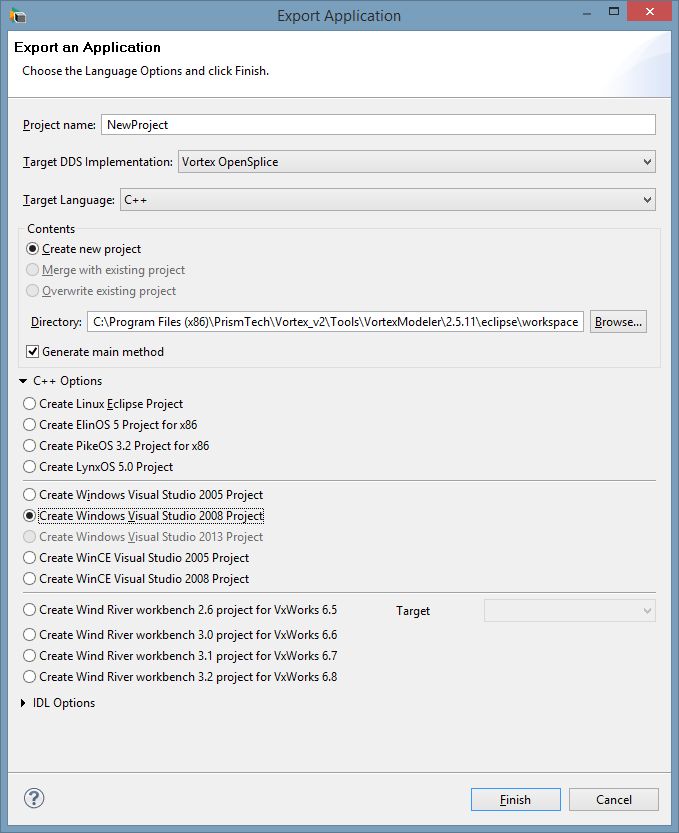 Export Application
Export an Application
Choose the Language Options and click Finish.
Project name: NewProject
Target DDS Implementation: Vortex OpenSplice
Target Language: C++
Contents
Create new project
Merge with existing project
Overwrite existing project
Directory: C:\Program Files (x86)\PrismTech\Vortex_v2\Tools\VortexModeler\2.5.11\eclipse\workspace Browse...
Generate main method
C++ Options
Create Linux Eclipse Project
Create ElinOS 5 Project for x86
Create PikeOS 3.2 Project for x86
Create LynxOS 5.0 Project
Create Windows Visual Studio 2005 Project
Create Windows Visual Studio 2008 Project
Create Windows Visual Studio 2013 Project
Create WinCE Visual Studio 2005 Project
Create WinCE Visual Studio 2008 Project
Create Wind River workbench 2.6 project for VxWorks 6.5 Target
Create Wind River workbench 3.0 project for VxWorks 6.6
Create Wind River workbench 3.1 project for VxWorks 6.7
Create Wind River workbench 3.2 project for VxWorks 6.8
IDL Options
? Finish Cancel